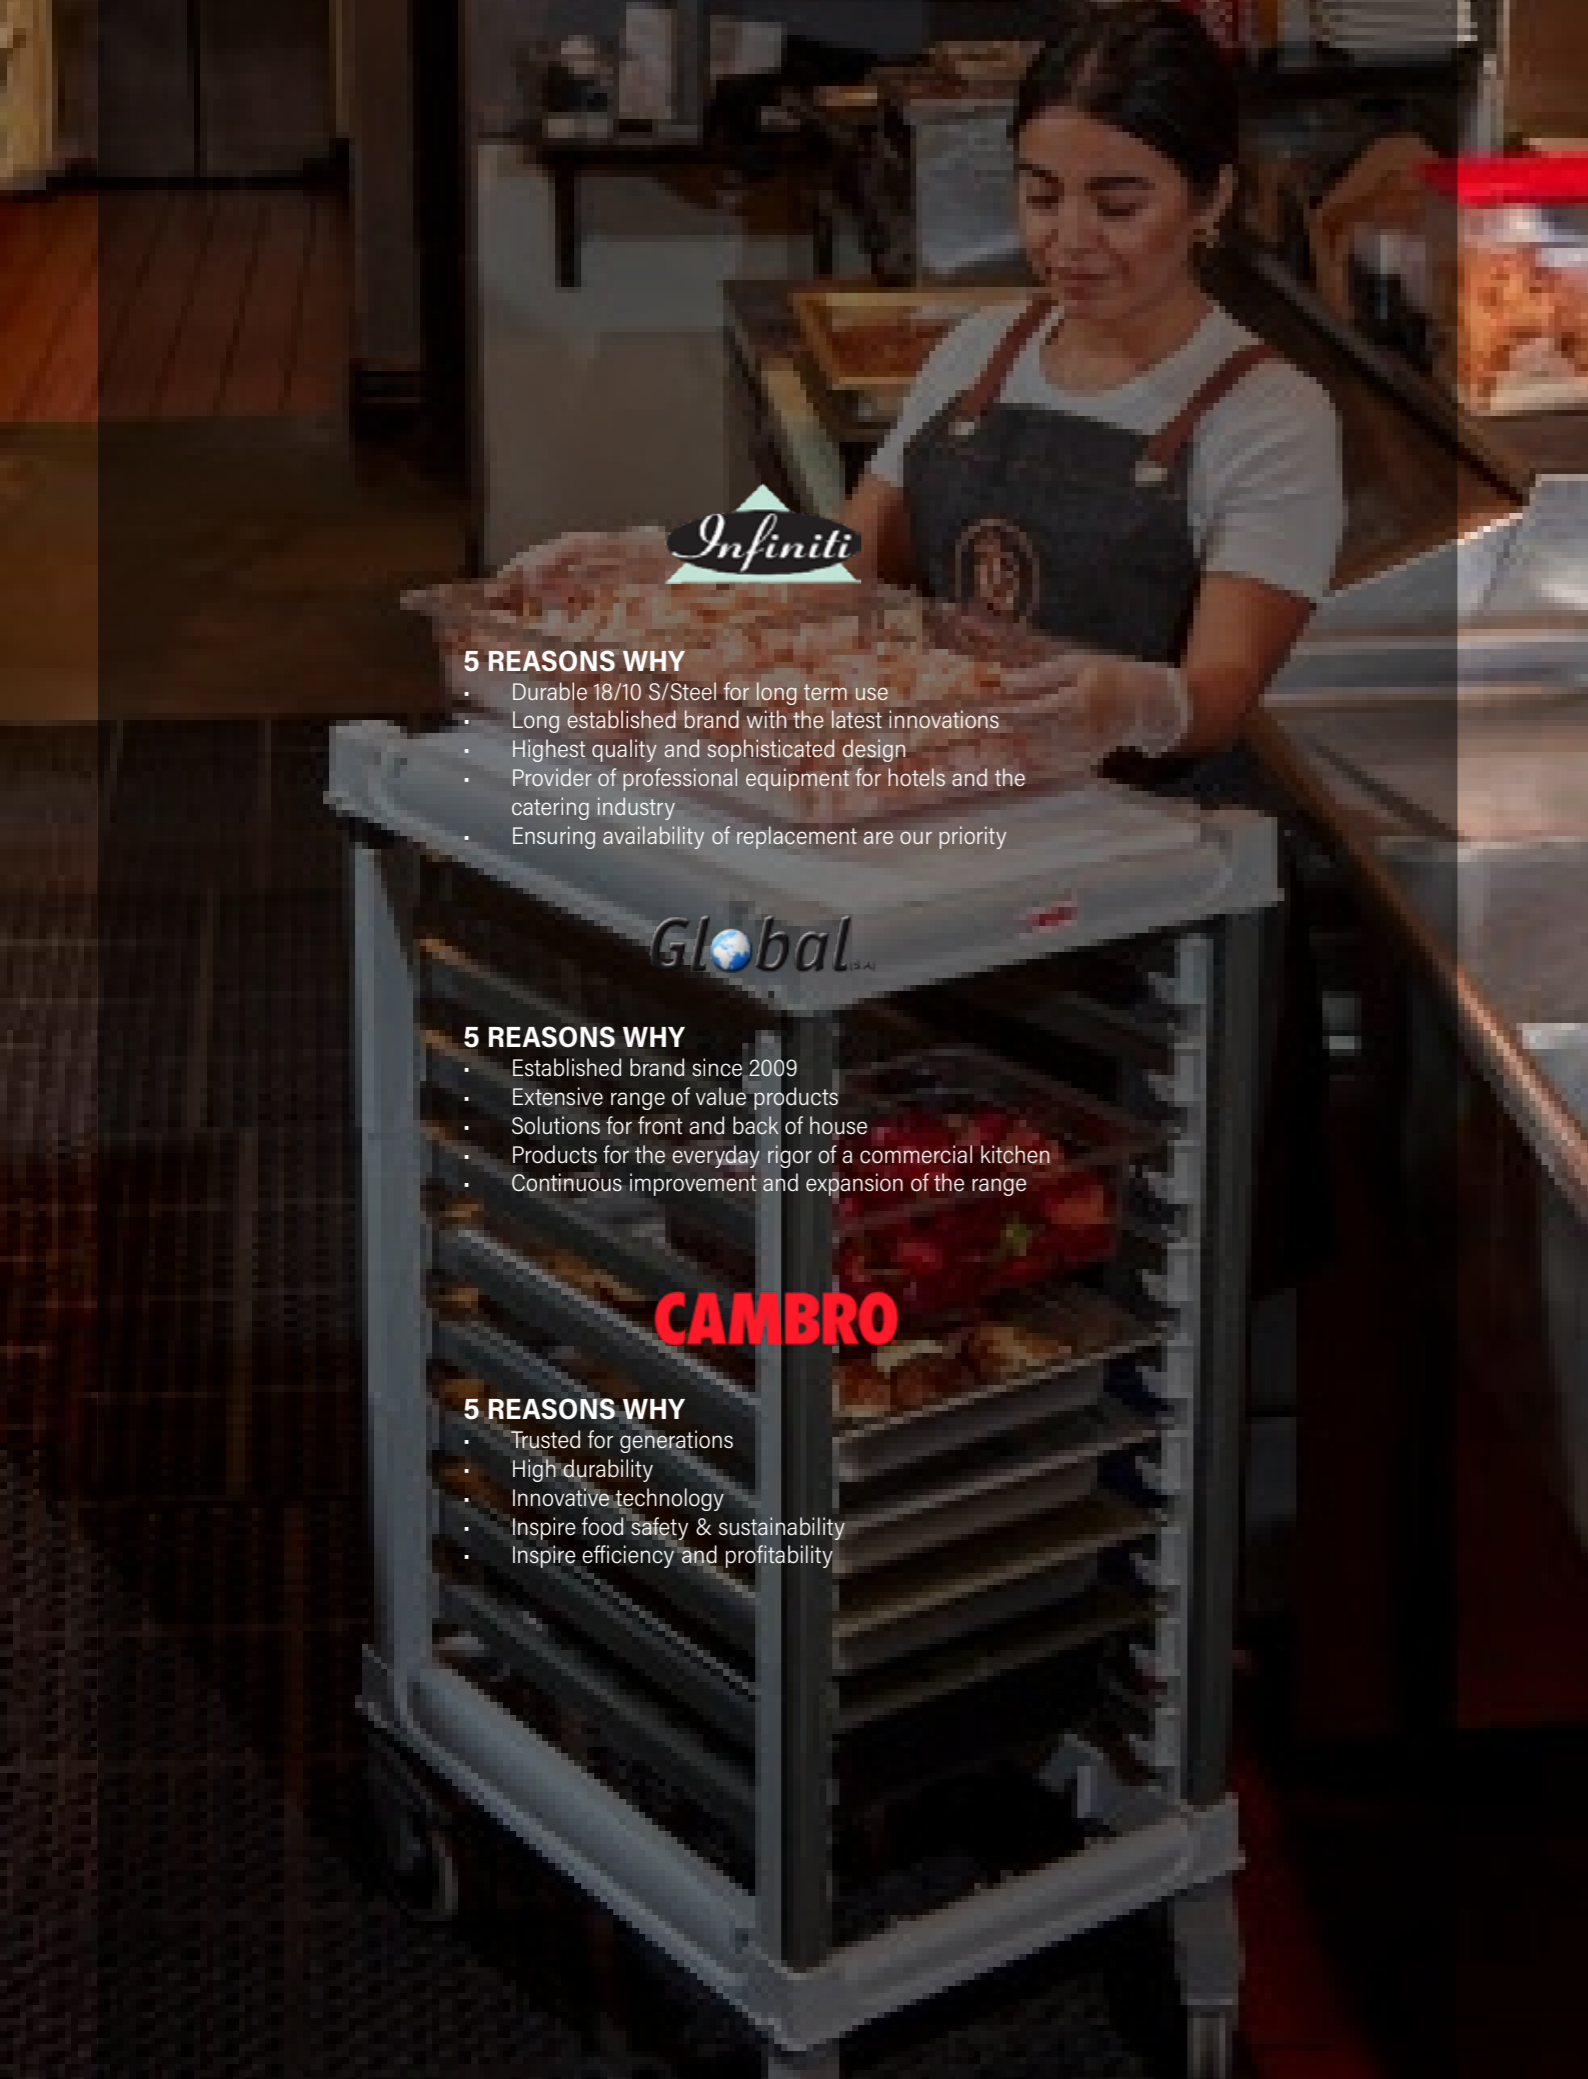 Infiniti
5 REASONS WHY
▪ Durable 18/10 S/Steel for long term use
▪ Long established brand with the latest innovations
▪ Highest quality and sophisticated design
▪ Provider of professional equipment for hotels and the
catering industry
▪ Ensuring availability of replacement are our priority
Global
5 REASONS WHY
▪ Established brand since 2009
▪ Extensive range of value products
▪ Solutions for front and back of house
▪ Products for the everyday rigor of a commercial kitchen
▪ Continuous improvement and expansion of the range
CAMBRO
5 REASONS WHY
▪ Trusted for generations
▪ High durability
▪ Innovative technology
▪ Inspire food safety & sustainability
▪ Inspire efficiency and profitability